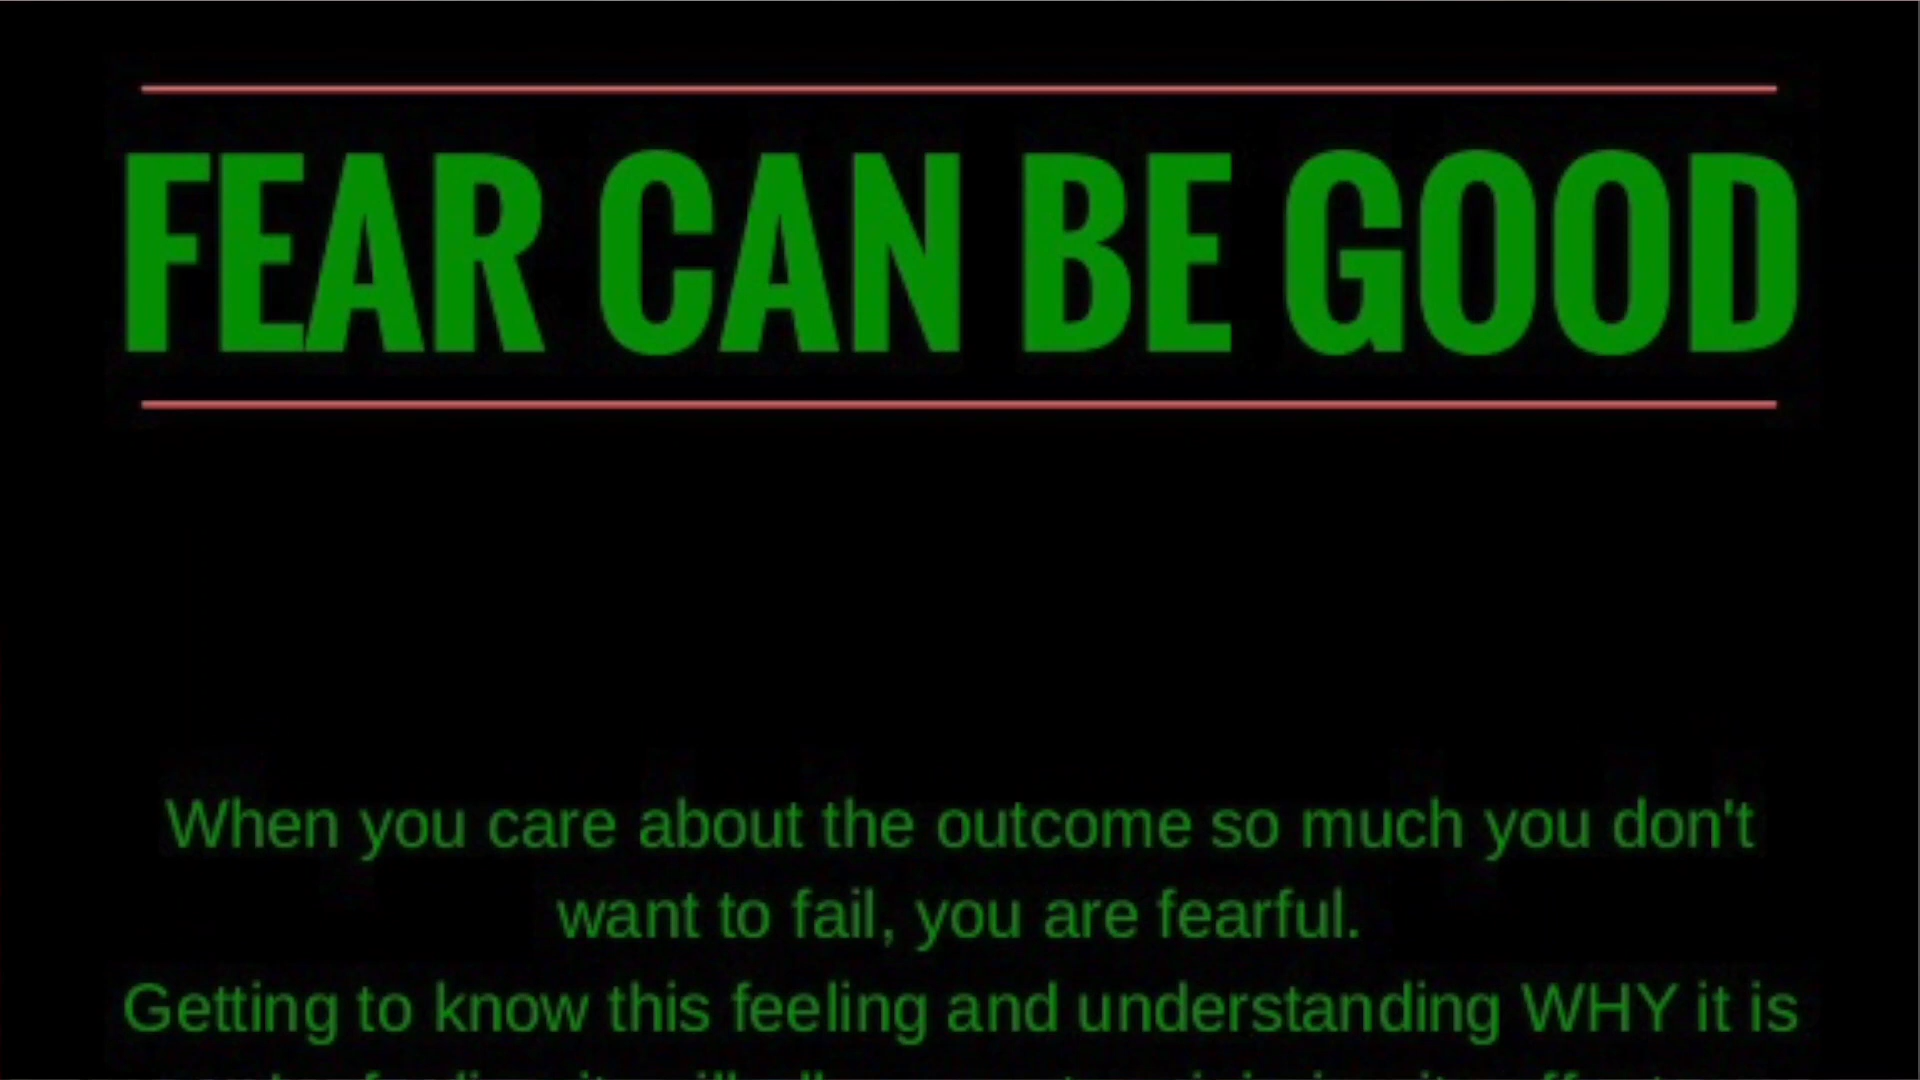 FEAR CAN BE GOOD
When you care about the outcome so much you don't
want to fail, you are fearful.
Getting to know this feeling and understanding WHY it is